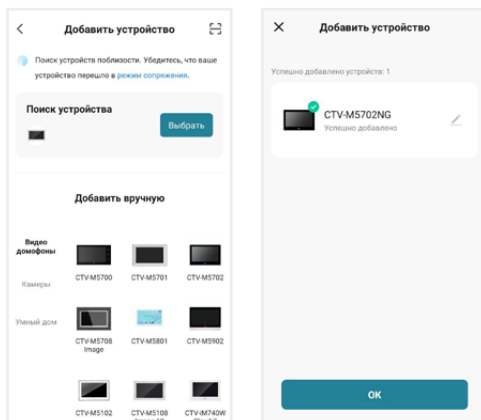 Добавить устройство
Поиск устройств поблизости. Убедитесь, что ваше
устройство перешло в режим сопряжения.
Поиск устройства
Выбрать
Добавить вручную
Видео
домофоны
Камеры
Умный дом
CTV-M5700
CTV-M5701
CTV-M5702
CTV-M5708
Image
CTV-M5801
CTV-M5902
CTV-M5102
CTV-M5108
CTV-iM740W
Добавить устройство
Успешно добавлено устройств: 1
CTV-M5702NG
Успешно добавлено
ОК